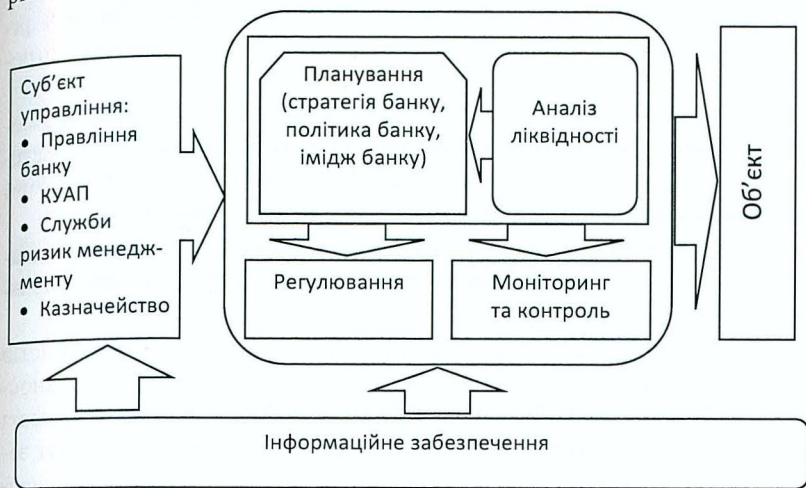 Суб’єкт
управління:
• Правління
банку
• КУАП
• Служби
ризик менедж-
менту
• Казначейство
Планування
(стратегія банку,
політика банку,
імідж банку)
Аналіз
ліквідності
Регулювання
Моніторинг
та контроль
Об’єкт
Інформаційне забезпечення